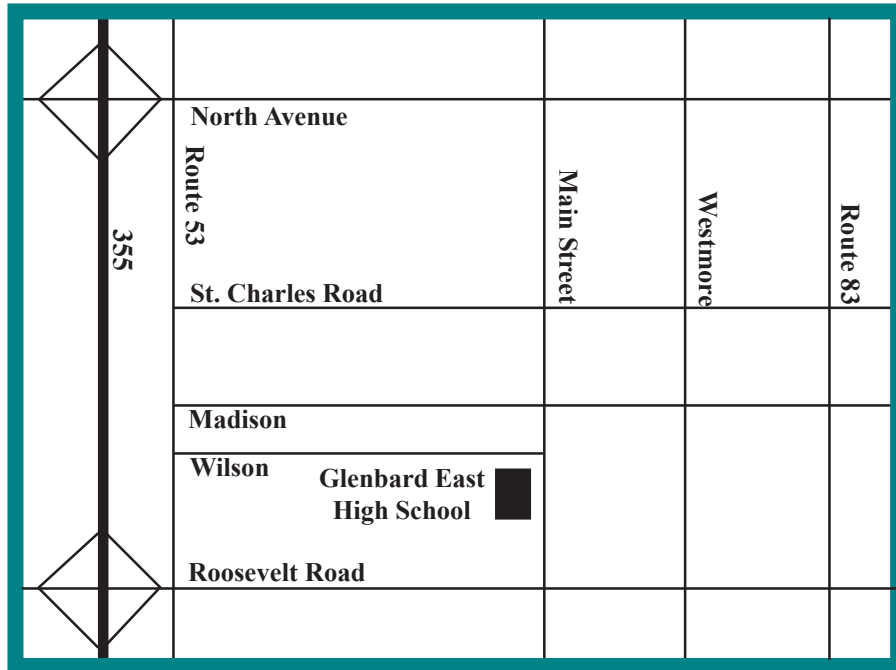 North Avenue
Route 53
Main Street
Westmore
Route 83
355
St. Charles Road
Madison
Wilson
Glenbard East
High School
Roosevelt Road